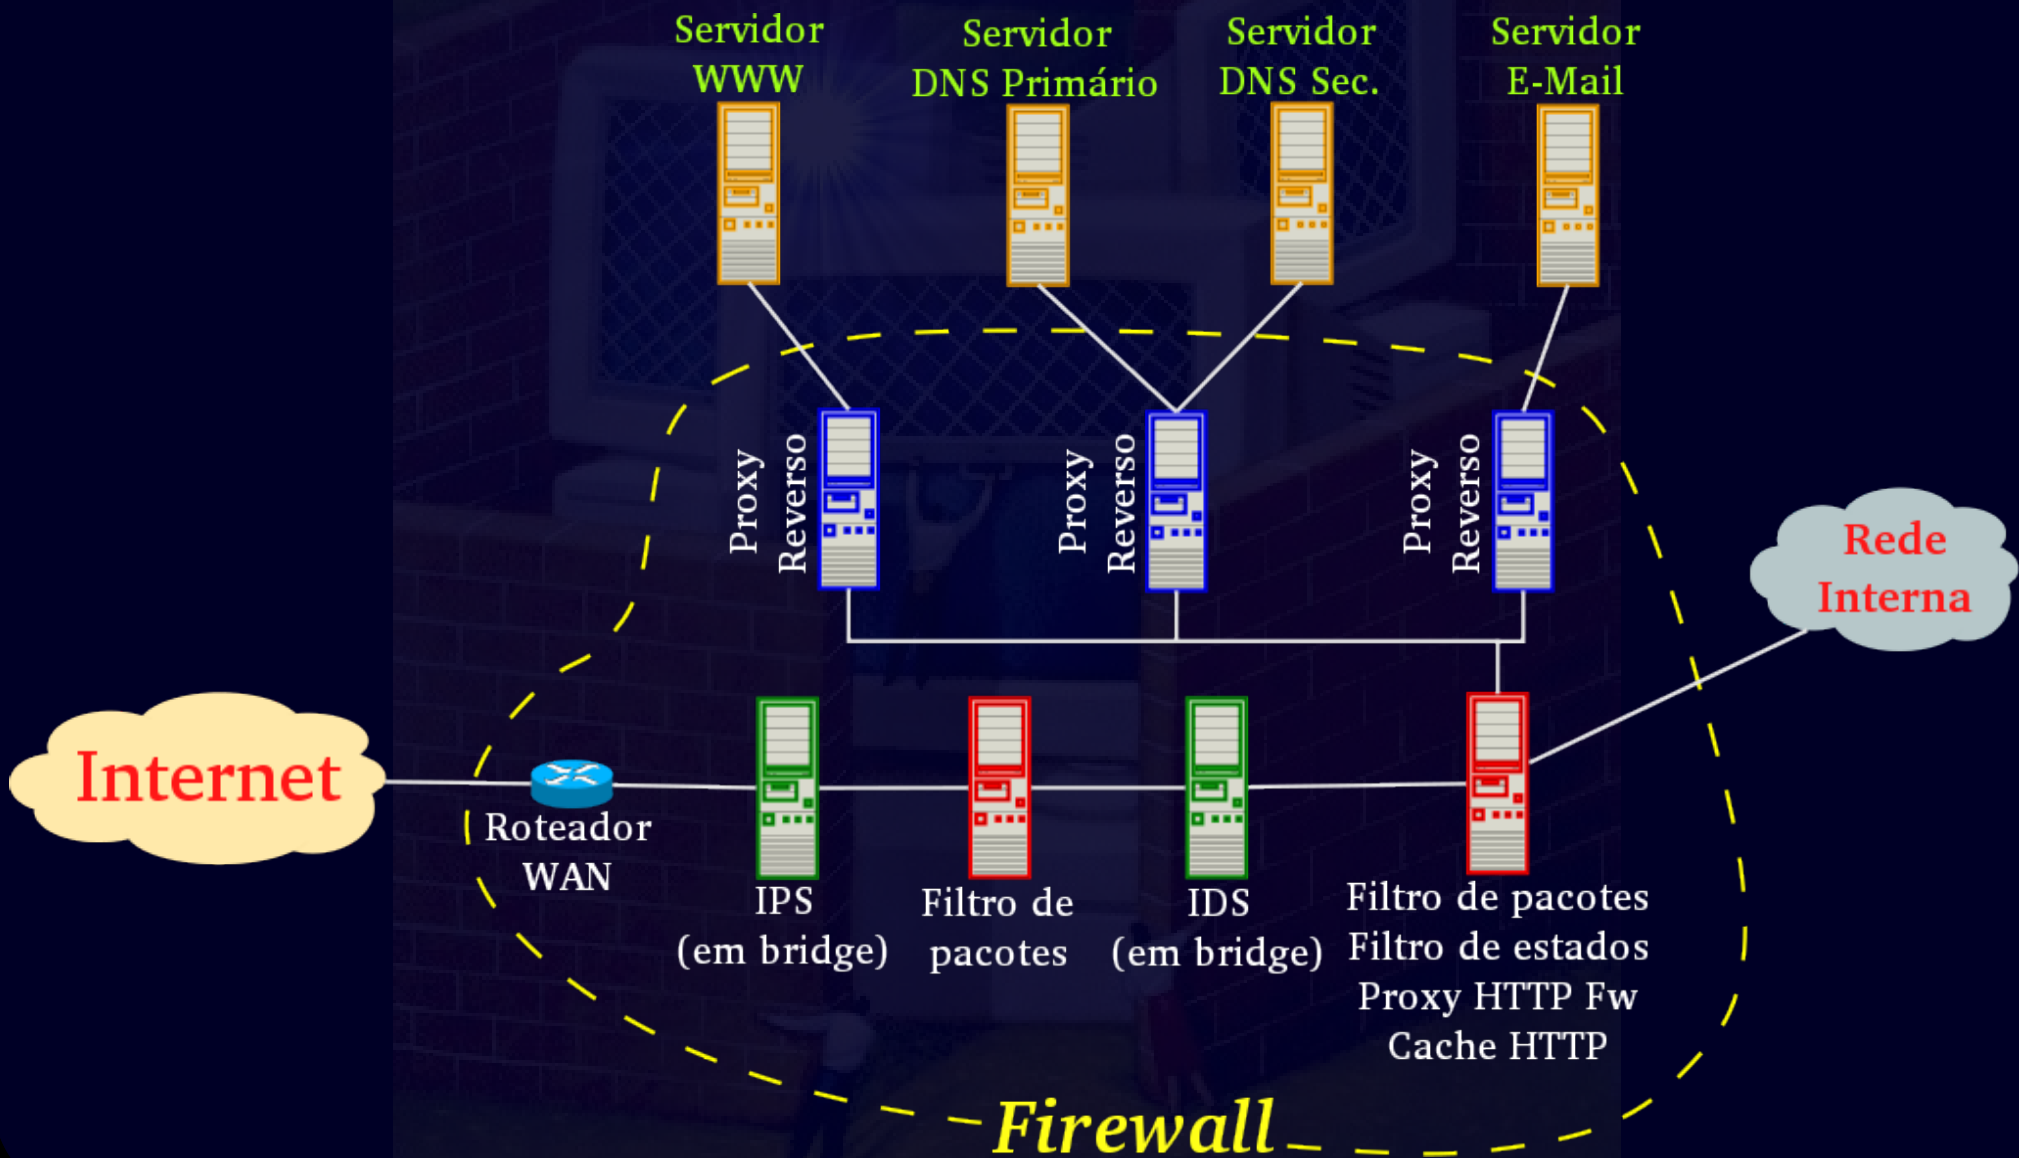 Servidor
WWW
Servidor
DNS Primário
Servidor
DNS Sec.
Servidor
E-Mail
Proxy
Reverso
Proxy
Reverso
Proxy
Reverso
Rede
Interna
Internet
Roteador
WAN
IPS
(em bridge)
Filtro de
pacotes
IDS
(em bridge)
Filtro de pacotes
Filtro de estados
Proxy HTTP Fw
Cache HTTP
Firewall